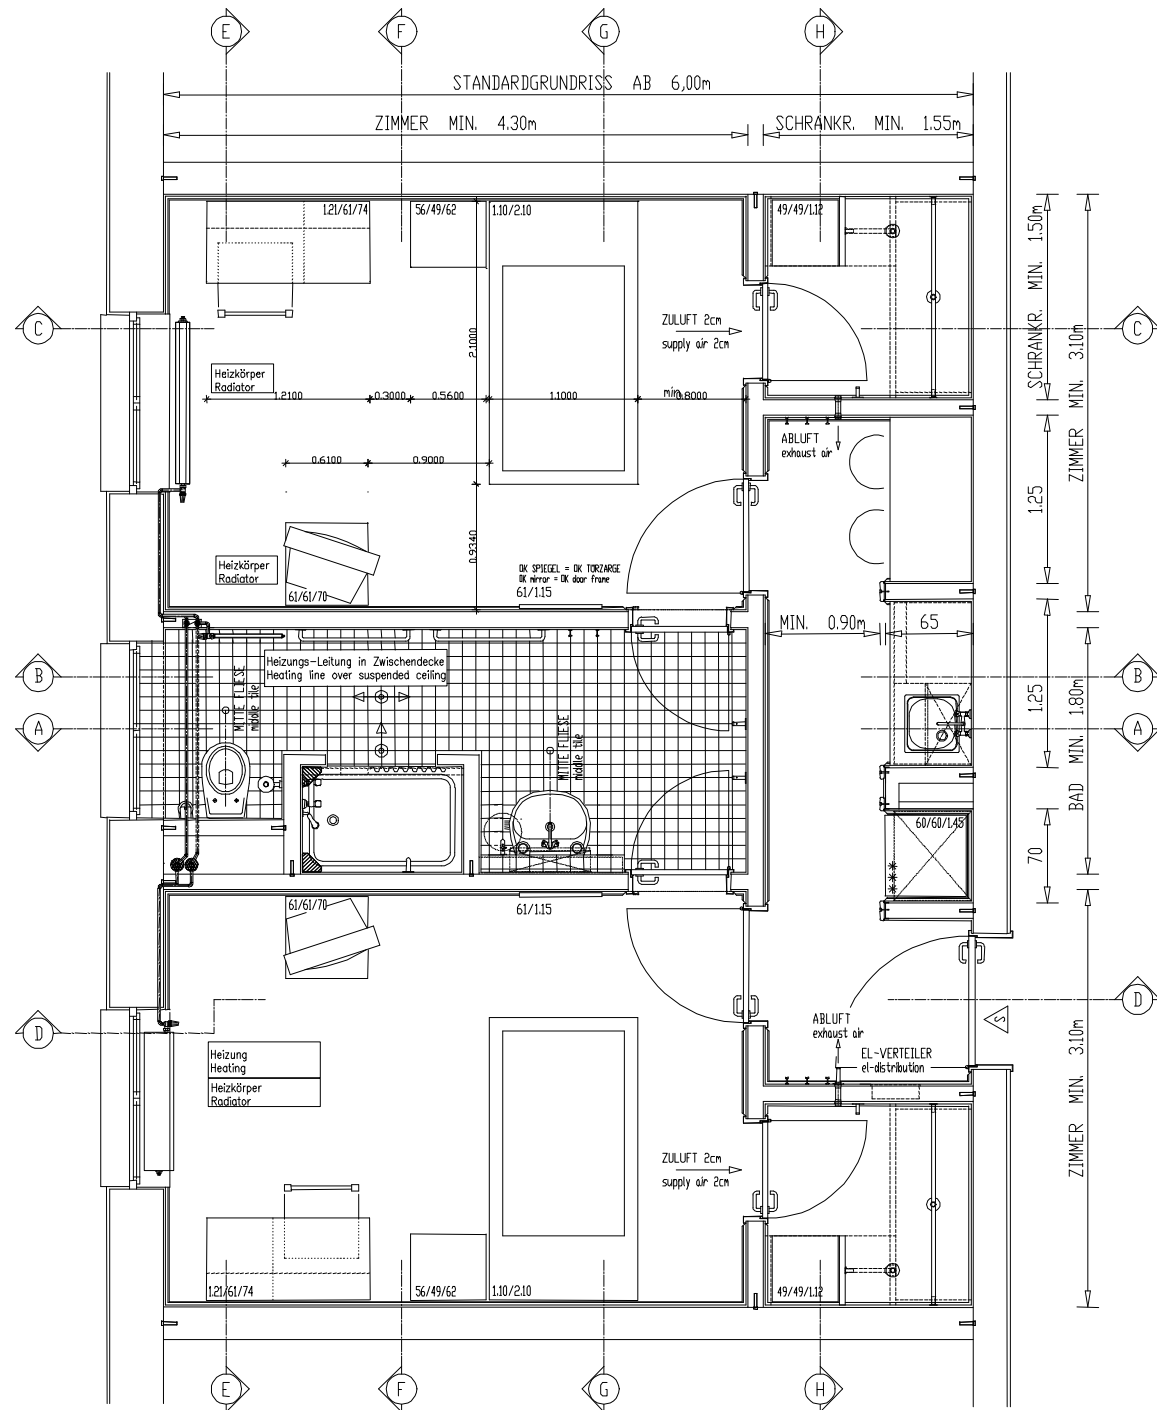 E
F
G
H
STANDARDGRUNDRISS AB 6,00m
ZIMMER MIN. 4.30m
SCHRANKR. MIN. 1.55m
1.21/61/74
56/49/62
1.10/2.10
49/49/1.12
SCHRANKR. MIN. 1.50m
ZIMMER MIN. 3.10m
C
C
ZULUFT 2cm
supply air 2cm
2.1000
Heizkörper
Radiator
1.2100
0.3000
0.5600
1.1000
min.
0.8000
ABLUFT
exhaust air
0.6100
0.9000
1.25
0.9340
Heizkörper
Radiator
OK SPIEGEL = OK TÜRZARGE
OK mirror = OK door frame
61/61/70
61/1.15
MIN. 0.90m
65
Heizungs-Leitung in Zwischendecke
Heating line over suspended ceiling
B
B
MITTE FLIESE
middle tile
1.25
BAD MIN. 1.80m
A
A
MITTE FLIESE
middle tile
60/60/1.45
70
61/61/70
61/1.15
D
D
S
ABLUFT
exhaust air
EL-VERTEILER
el-distribution
Heizung
Heating
Heizkörper
Radiator
ZIMMER MIN. 3.10m
ZULUFT 2cm
supply air 2cm
1.21/61/74
56/49/62
1.10/2.10
49/49/1.12
E
F
G
H